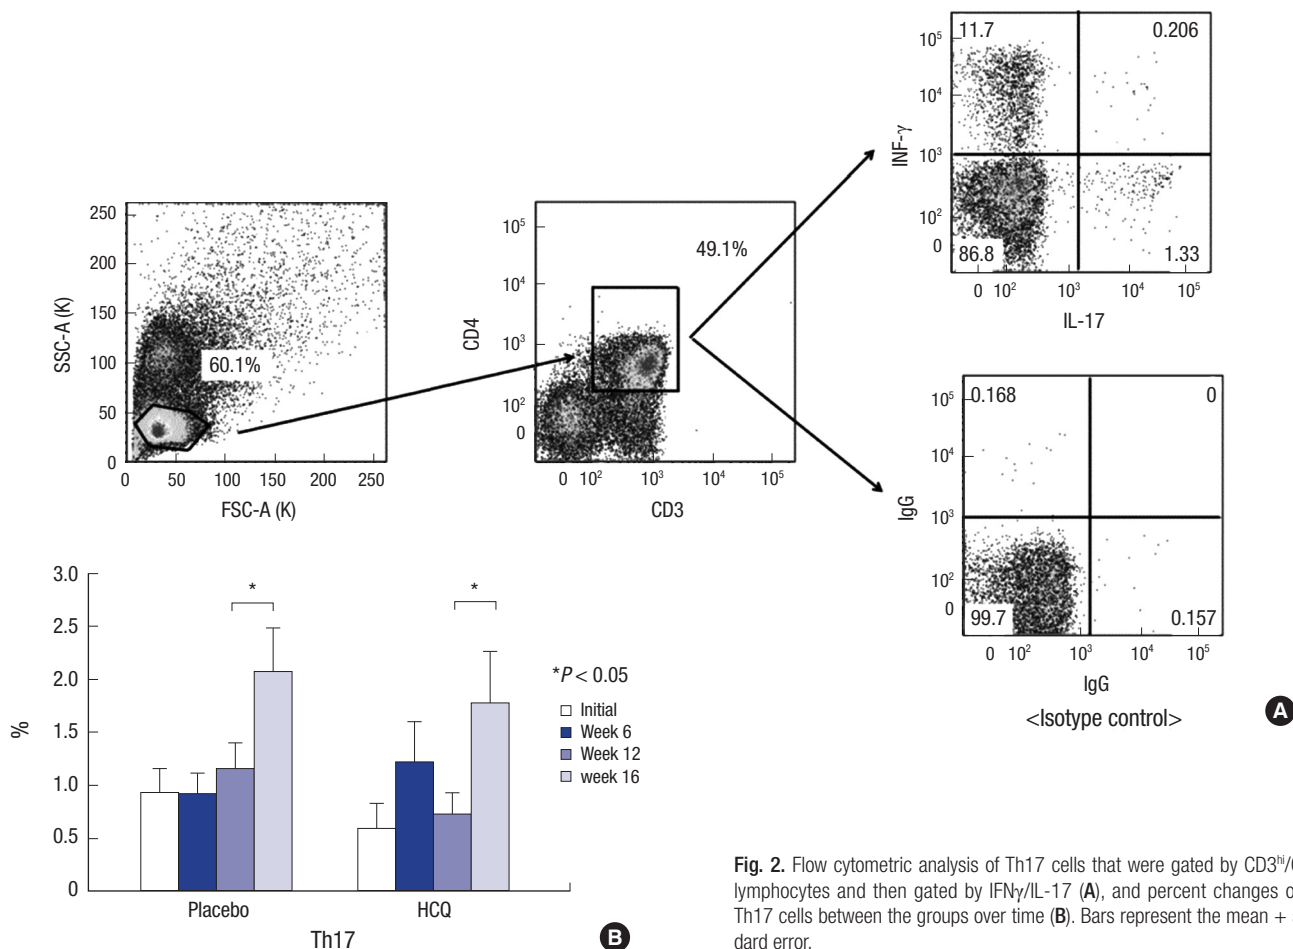 11.7 0.206
10⁵
10⁴
10³
10²
0
86.8 1.33
INF-γ
0 10² 10³ 10⁴ 10⁵
IL-17
250
200
150
100
50
0
SSC-A (K)
60.1%
0 50 100 150 200 250
FSC-A (K)
10⁵
10⁴
10³
10²
0
CD4
49.1%
0 10² 10³ 10⁴ 10⁵
CD3
0.168 0
10⁵
10⁴
10³
10²
0
IgG
99.7 0.157
0 10² 10³ 10⁴ 10⁵
IgG
<Isotype control>
A
3.0
2.5
2.0
1.5
1.0
0.5
0
%
* *
*P < 0.05
Initial
Week 6
Week 12
week 16
Placebo HCQ
Th17
B
Fig. 2. Flow cytometric analysis of Th17 cells that were gated by CD3ʰⁱ/
lymphocytes and then gated by IFNγ/IL-17 (A), and percent changes o
Th17 cells between the groups over time (B). Bars represent the mean +
dard error.